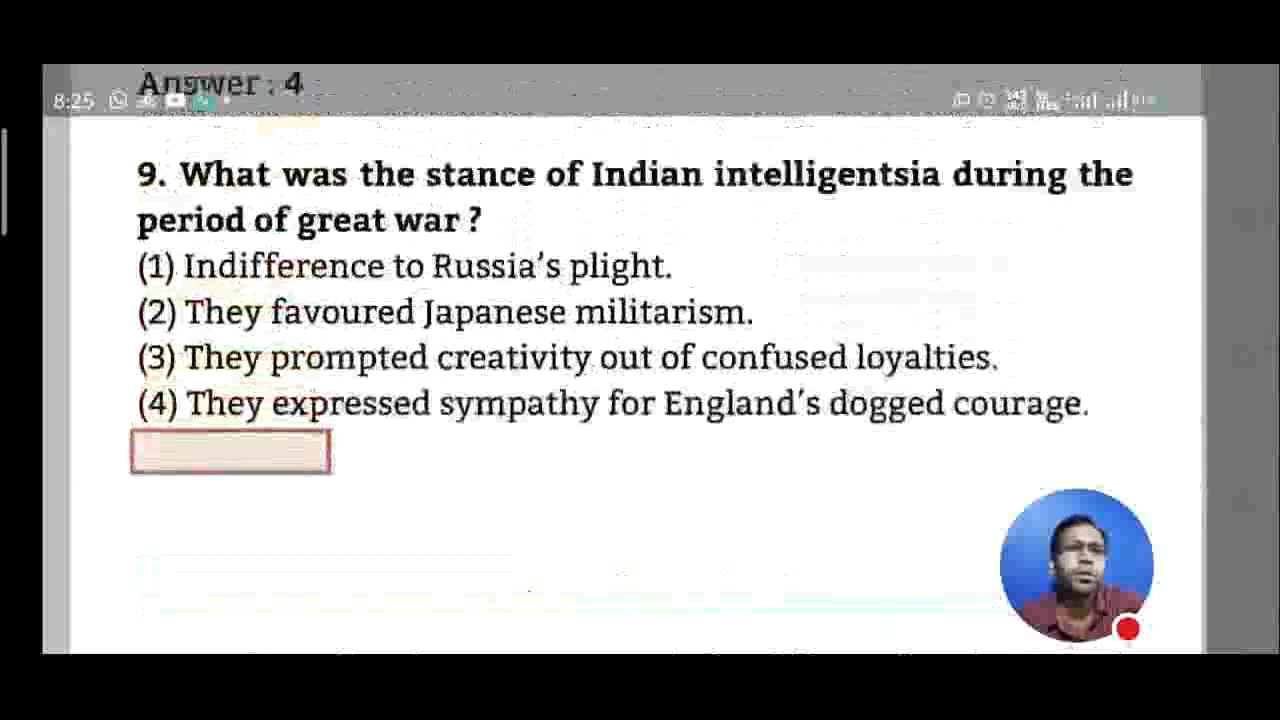 Answer : 4
8:25
9. What was the stance of Indian intelligentsia during the
period of great war ?
(1) Indifference to Russia's plight.
(2) They favoured Japanese militarism.
(3) They prompted creativity out of confused loyalties.
(4) They expressed sympathy for England's dogged courage.